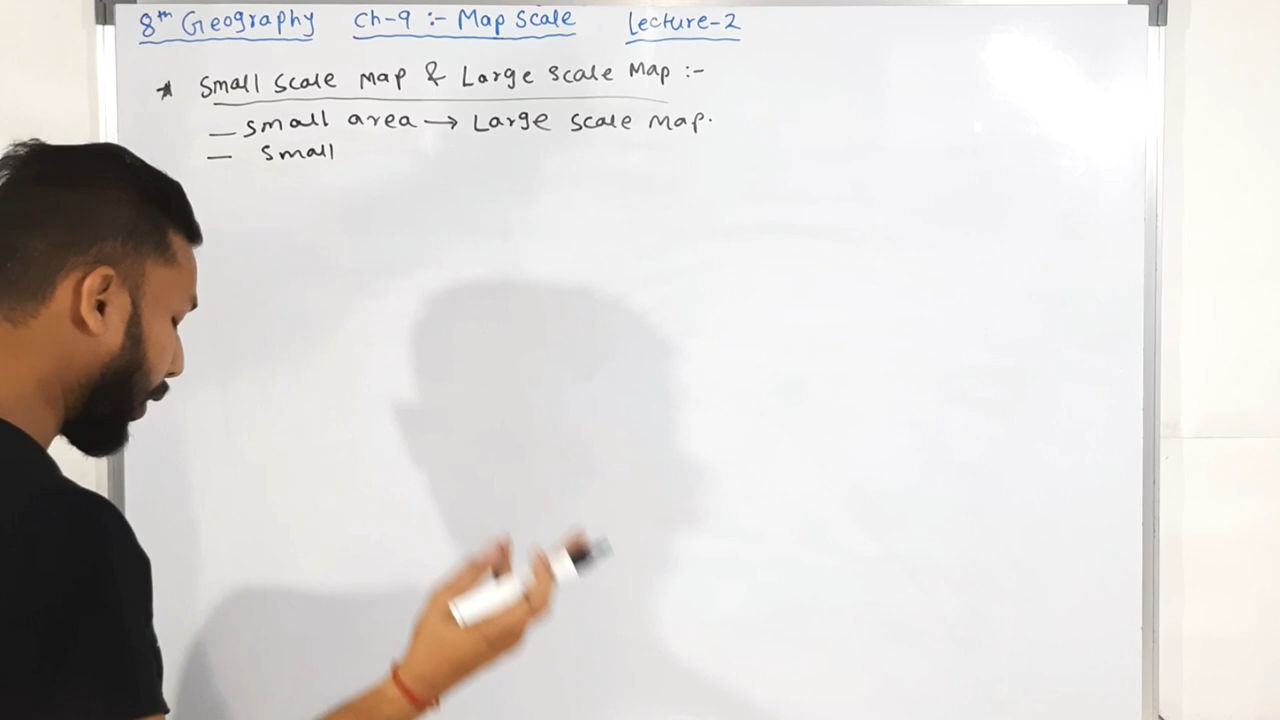 8th Geography Ch-9 :- Map Scale Lecture-2
* Small Scale Map & Large Scale Map :-
— Small area → Large Scale Map.
— Small